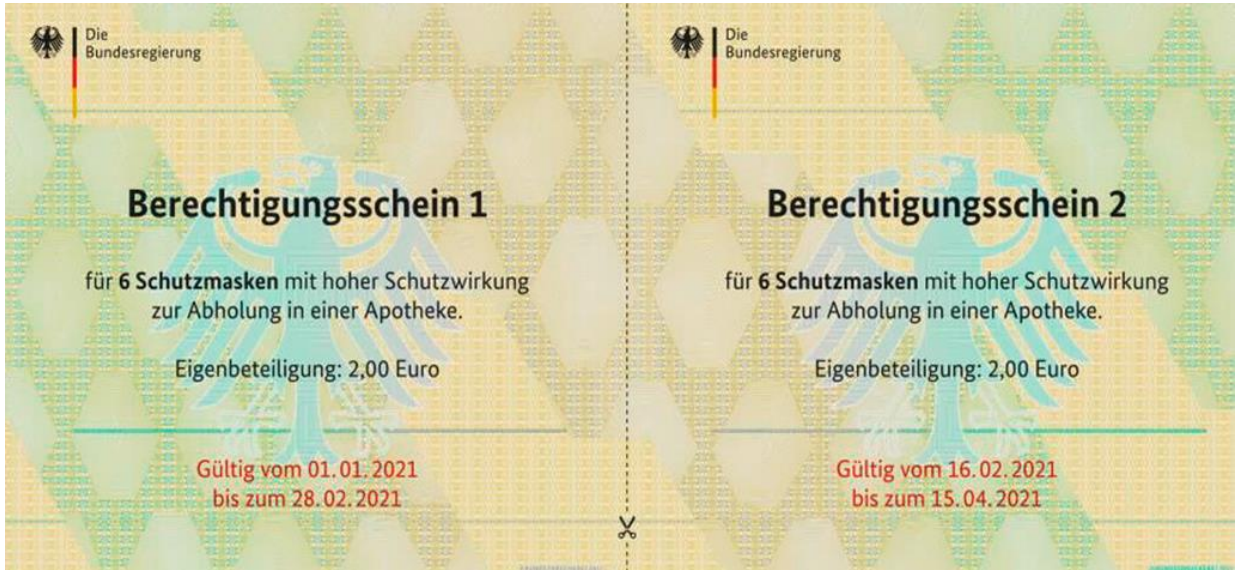 Die
Bundesregierung
Berechtigungsschein 1
für 6 Schutzmasken mit hoher Schutzwirkung
zur Abholung in einer Apotheke.
Eigenbeteiligung: 2,00 Euro
Gültig vom 01.01.2021
bis zum 28.02.2021
Die
Bundesregierung
Berechtigungsschein 2
für 6 Schutzmasken mit hoher Schutzwirkung
zur Abholung in einer Apotheke.
Eigenbeteiligung: 2,00 Euro
Gültig vom 16.02.2021
bis zum 15.04.2021